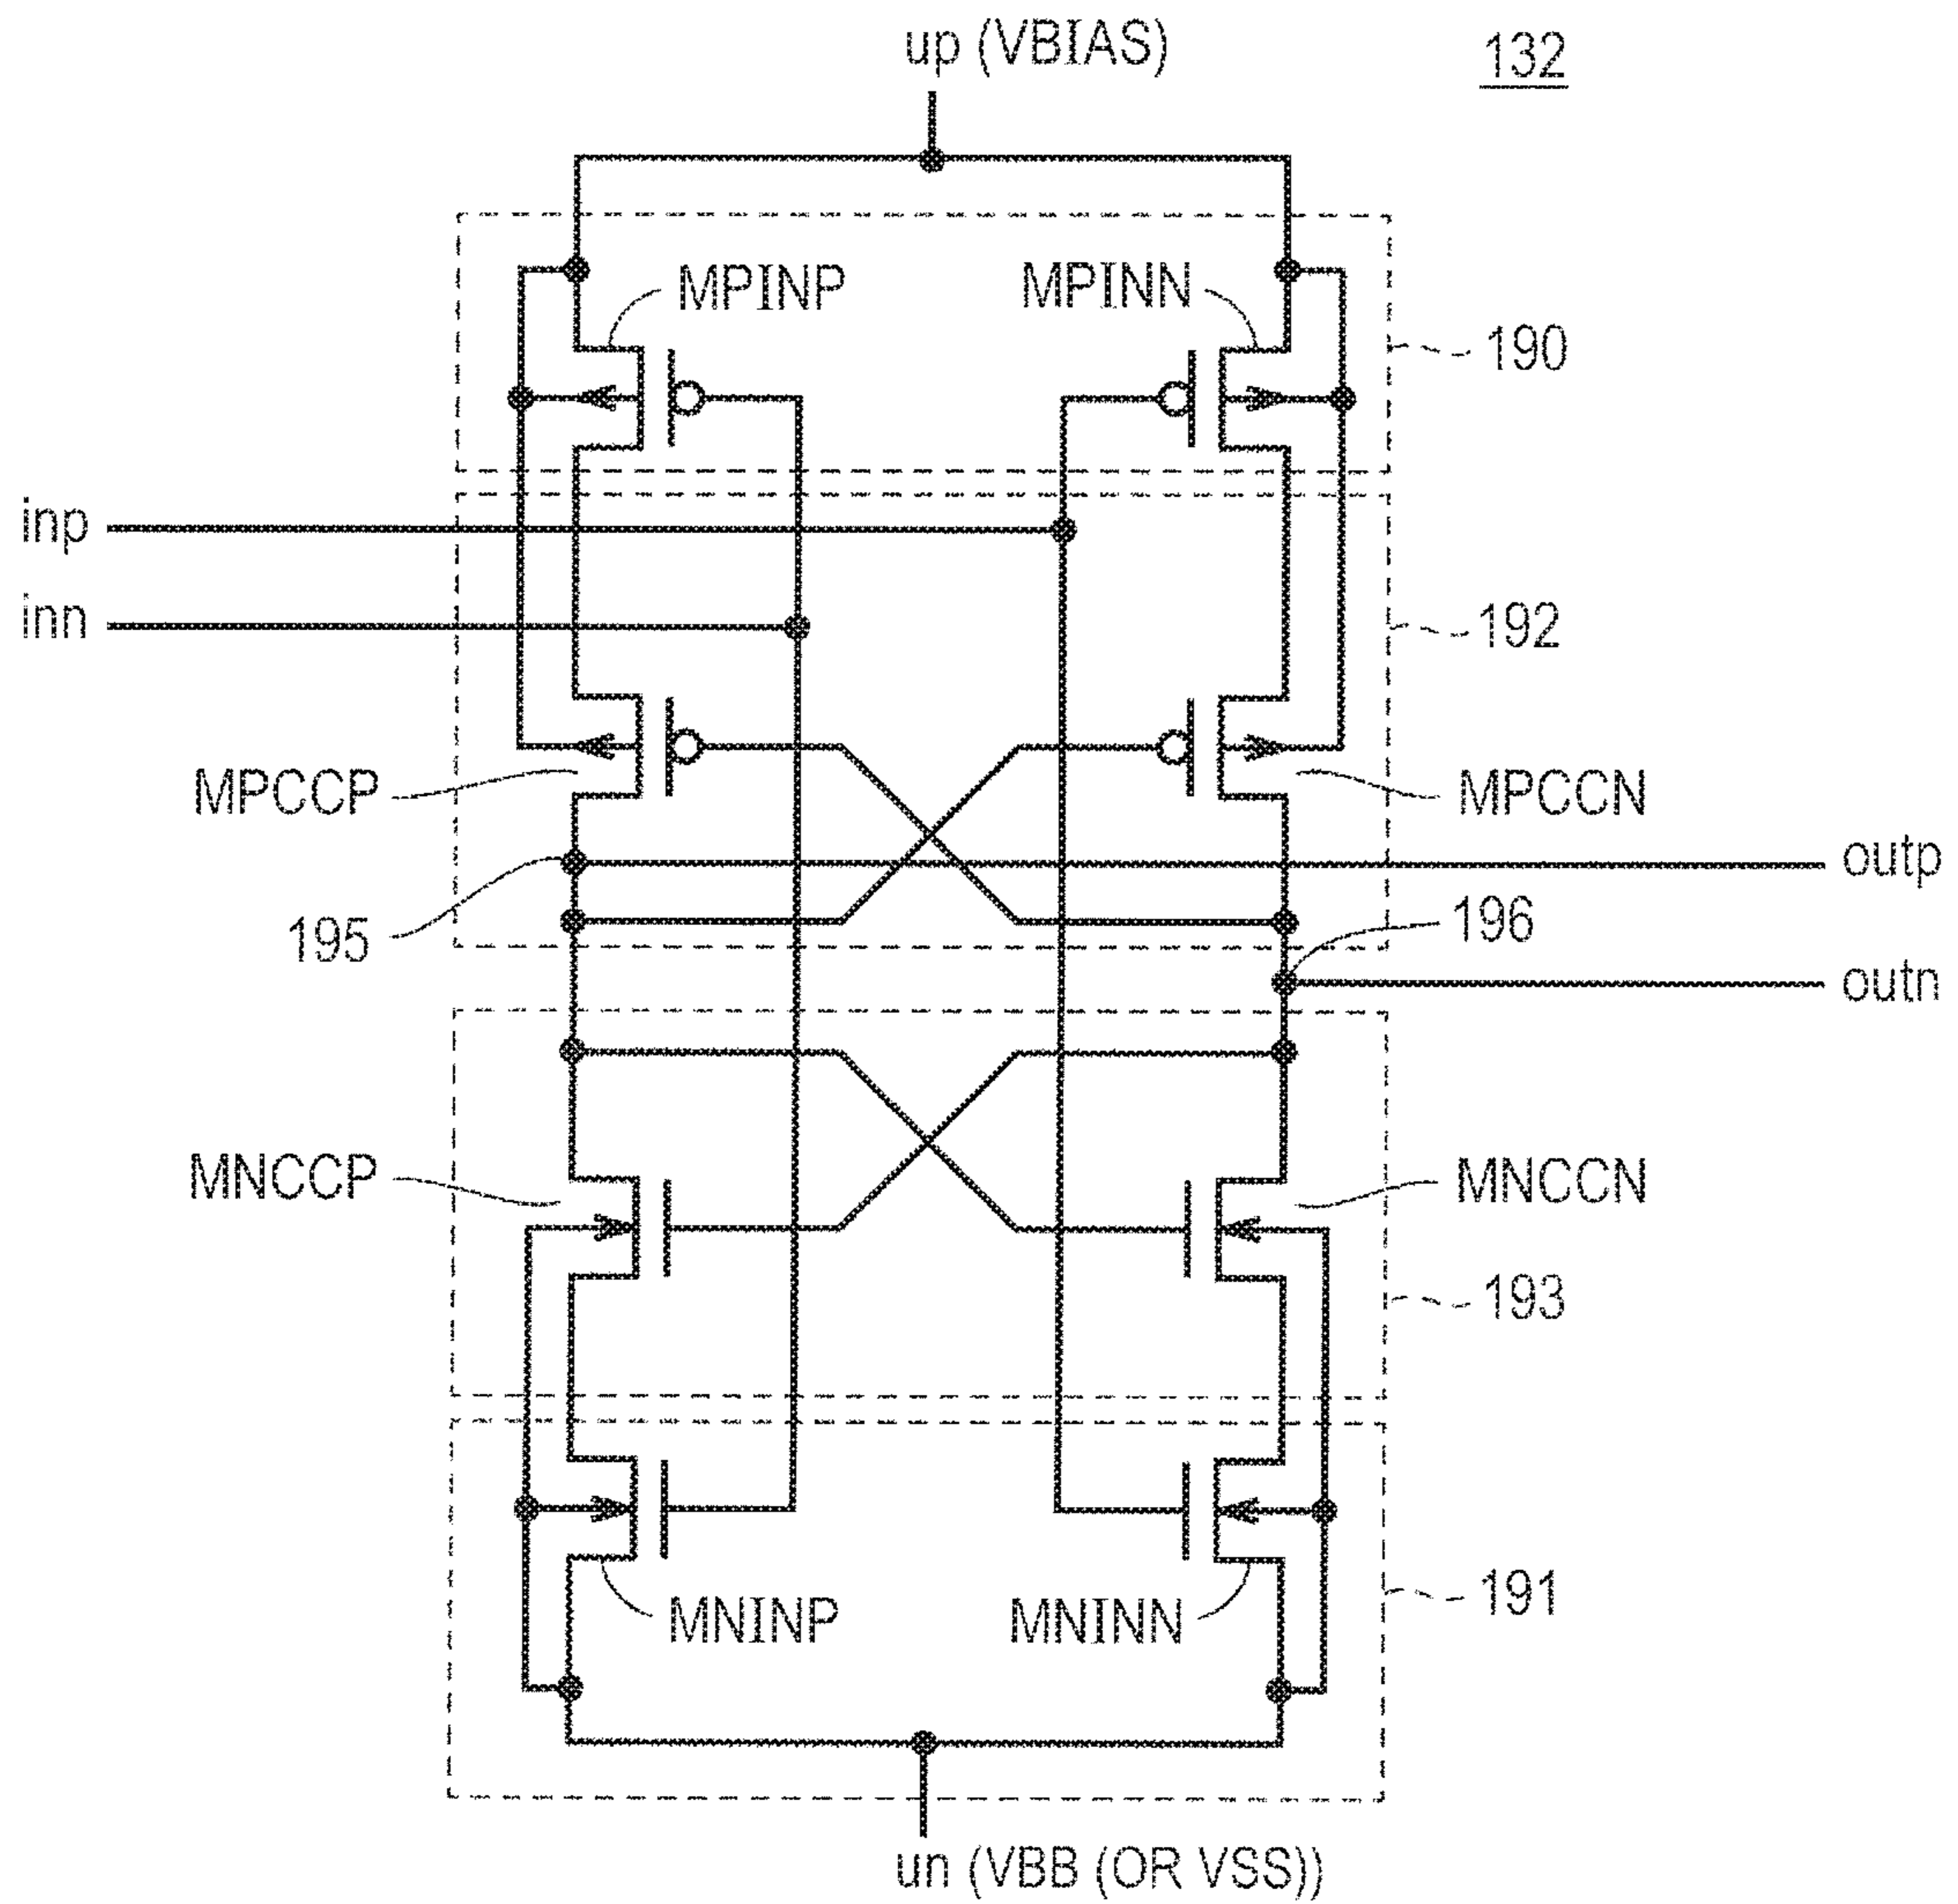 up (VBIAS)
132
MPINP
MPINN
190
inp
inn
192
MPCCP
MPCCN
outp
195
196
outn
MNCCP
MNCCN
193
MNINP
MNINN
191
un (VBB (OR VSS))